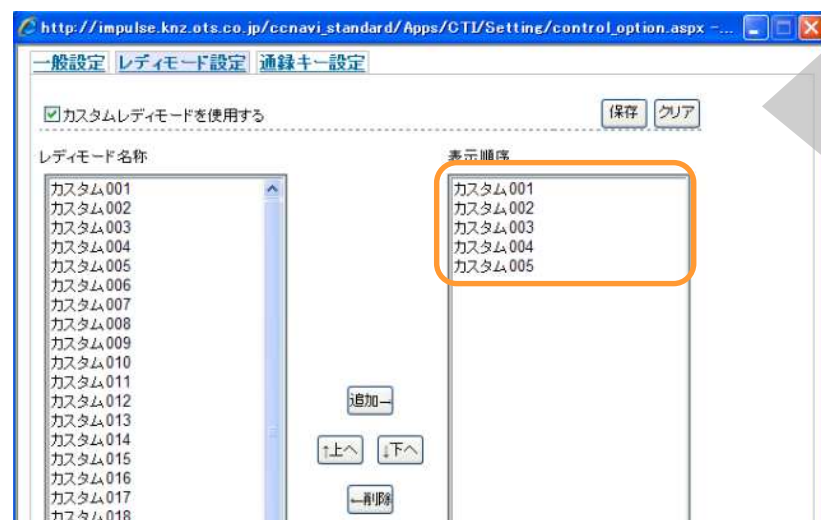 http://impulse.knz.ots.co.jp/ccnavi_standard/Apps/CTI/Setting/control_option.aspx -...
一般設定 レディモード設定 通録キー設定
カスタムレディモードを使用する 保存 クリア
レディモード名称 表示順序
カスタム001
カスタム002
カスタム003
カスタム004
カスタム005
カスタム006
カスタム007
カスタム008
カスタム009
カスタム010
カスタム011
カスタム012
カスタム013
カスタム014
カスタム015
カスタム016
カスタム017
カスタム018
追加→
↑上へ ↓下へ
←削除
カスタム001
カスタム002
カスタム003
カスタム004
カスタム005